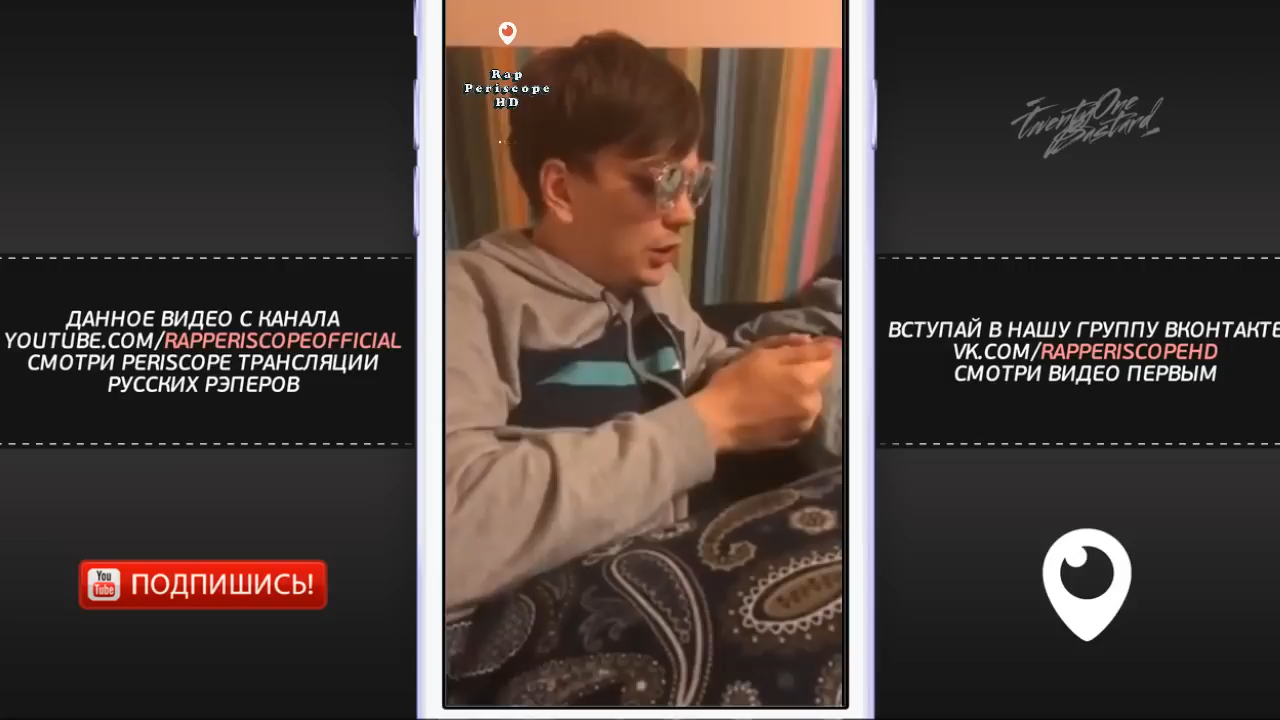 Rap
Periscope
HD
TwentyOne
Bastard
ДАННОЕ ВИДЕО С КАНАЛА
YOUTUBE.COM/RAPPERISCOPEOFFICIAL
СМОТРИ PERISCOPE ТРАНСЛЯЦИИ
РУССКИХ РЭПЕРОВ
ВСТУПАЙ В НАШУ ГРУППУ ВКОНТАКТЕ
VK.COM/RAPPERISCOPEHD
СМОТРИ ВИДЕО ПЕРВЫМ
You
Tube
ПОДПИШИСЬ!